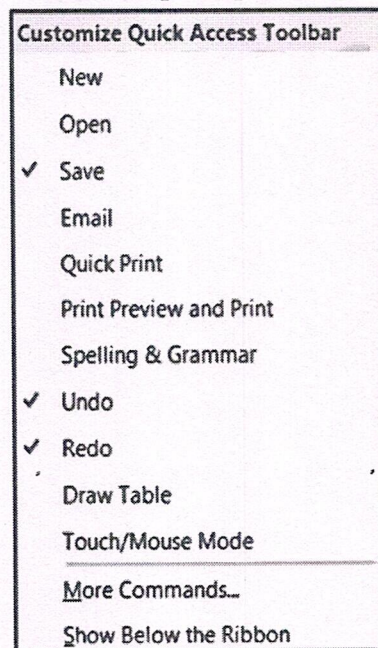 Customize Quick Access Toolbar
New
Open
✓ Save
Email
Quick Print
Print Preview and Print
Spelling & Grammar
✓ Undo
✓ Redo
Draw Table
Touch/Mouse Mode
More Commands...
Show Below the Ribbon